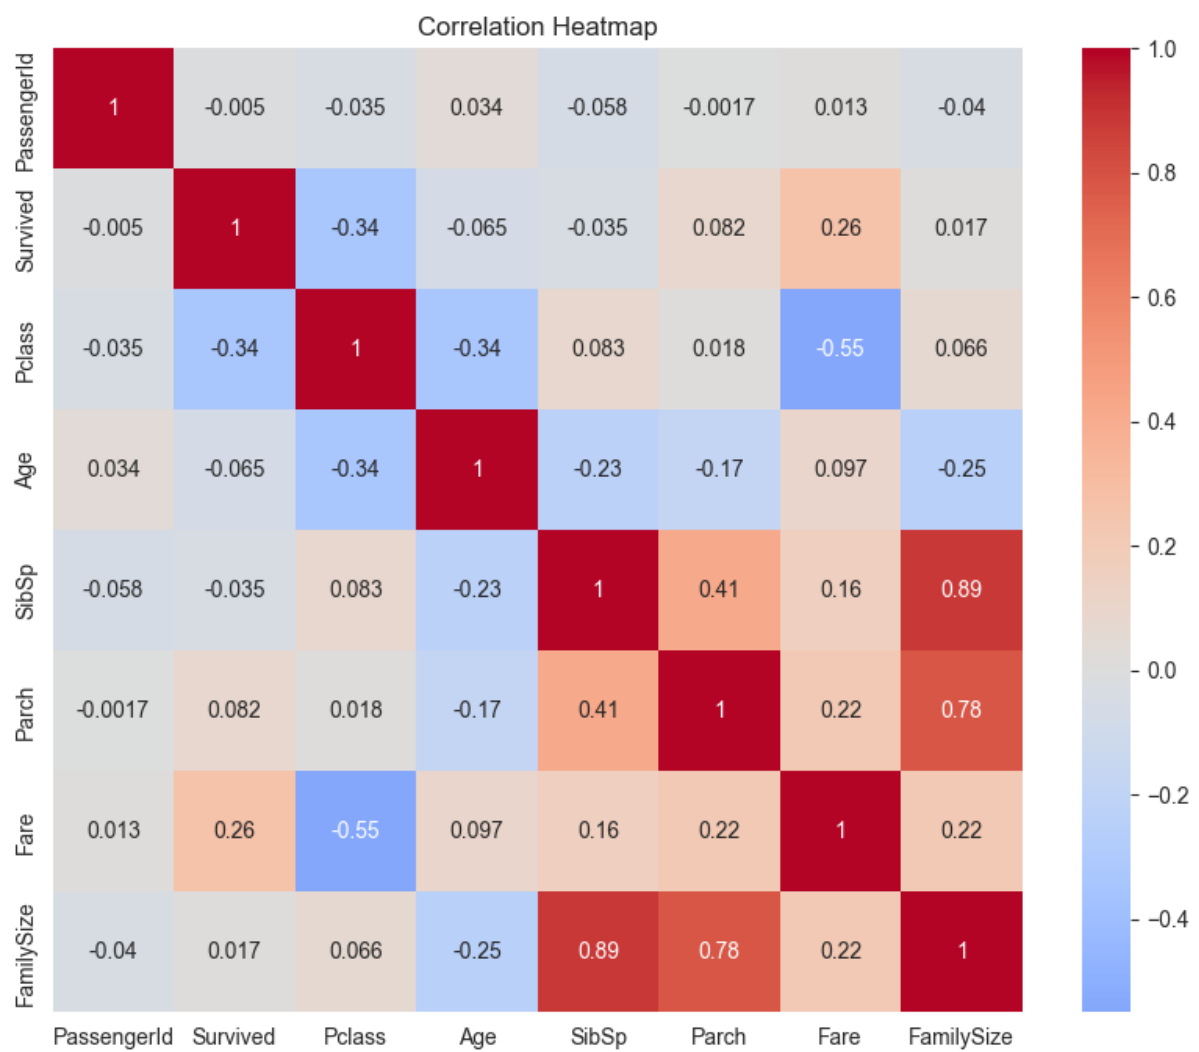 Correlation Heatmap
PassengerId 1 -0.005 -0.035 0.034 -0.058 -0.0017 0.013 -0.04
Survived -0.005 1 -0.34 -0.065 -0.035 0.082 0.26 0.017
Pclass -0.035 -0.34 1 -0.34 0.083 0.018 -0.55 0.066
Age 0.034 -0.065 -0.34 1 -0.23 -0.17 0.097 -0.25
SibSp -0.058 -0.035 0.083 -0.23 1 0.41 0.16 0.89
Parch -0.0017 0.082 0.018 -0.17 0.41 1 0.22 0.78
Fare 0.013 0.26 -0.55 0.097 0.16 0.22 1 0.22
FamilySize -0.04 0.017 0.066 -0.25 0.89 0.78 0.22 1
PassengerId Survived Pclass Age SibSp Parch Fare FamilySize
1.0
0.8
0.6
0.4
0.2
0.0
−0.2
−0.4